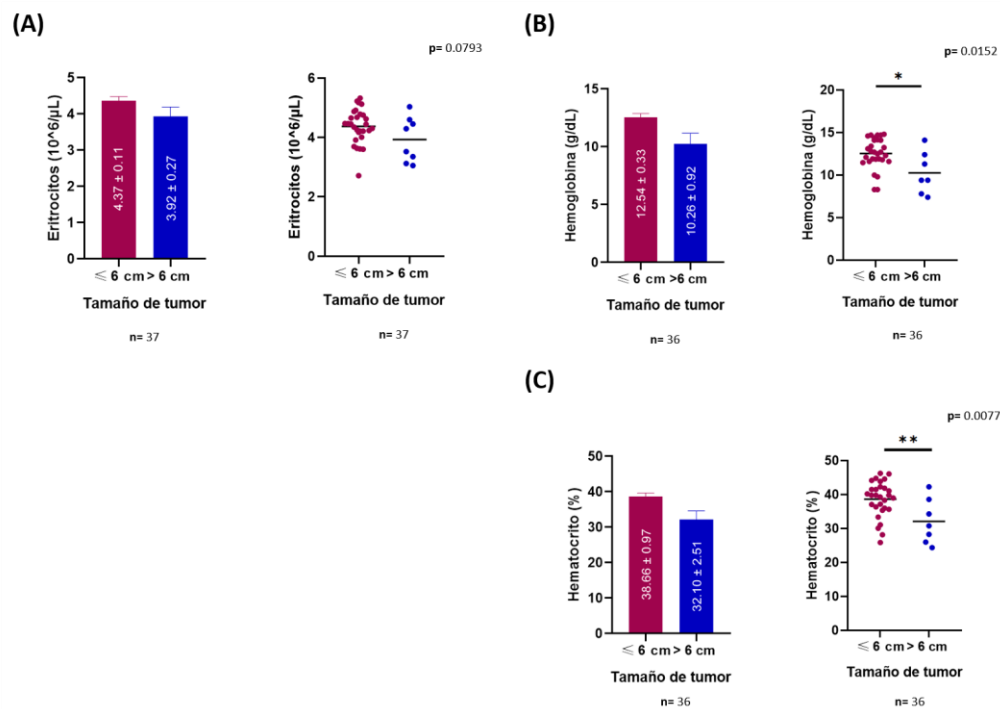 (A)
p= 0.0793
Eritrocitos (10^6/µL)
5
4
3
2
1
0
4.37 ± 0.11
3.92 ± 0.27
≤ 6 cm > 6 cm
Tamaño de tumor
n= 37
Eritrocitos (10^6/µL)
6
4
2
0
≤ 6 cm > 6 cm
Tamaño de tumor
n= 37
(B)
p= 0.0152
Hemoglobina (g/dL)
15
10
5
0
12.54 ± 0.33
10.26 ± 0.92
≤ 6 cm >6 cm
Tamaño de tumor
n= 36
Hemoglobina (g/dL)
20
15
10
5
0
*
≤ 6 cm >6 cm
Tamaño de tumor
n= 36
(C)
p= 0.0077
Hematocrito (%)
50
40
30
20
10
0
38.66 ± 0.97
32.10 ± 2.51
≤ 6 cm > 6 cm
Tamaño de tumor
n= 36
Hematocrito (%)
50
40
30
20
10
0
**
≤ 6 cm > 6 cm
Tamaño de tumor
n= 36